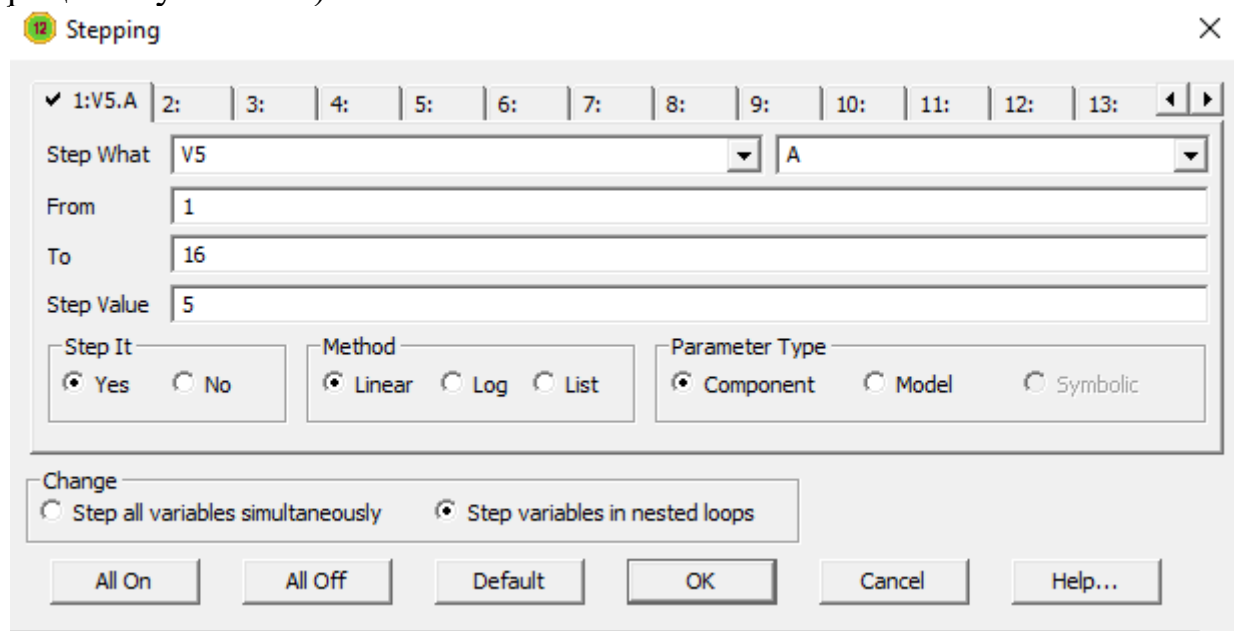 12 Stepping
1:V5.A 2: 3: 4: 5: 6: 7: 8: 9: 10: 11: 12: 13:
Step What V5 A
From 1
To 16
Step Value 5
Step It Method Parameter Type
Yes No Linear Log List Component Model Symbolic
Change
Step all variables simultaneously Step variables in nested loops
All On All Off Default OK Cancel Help...